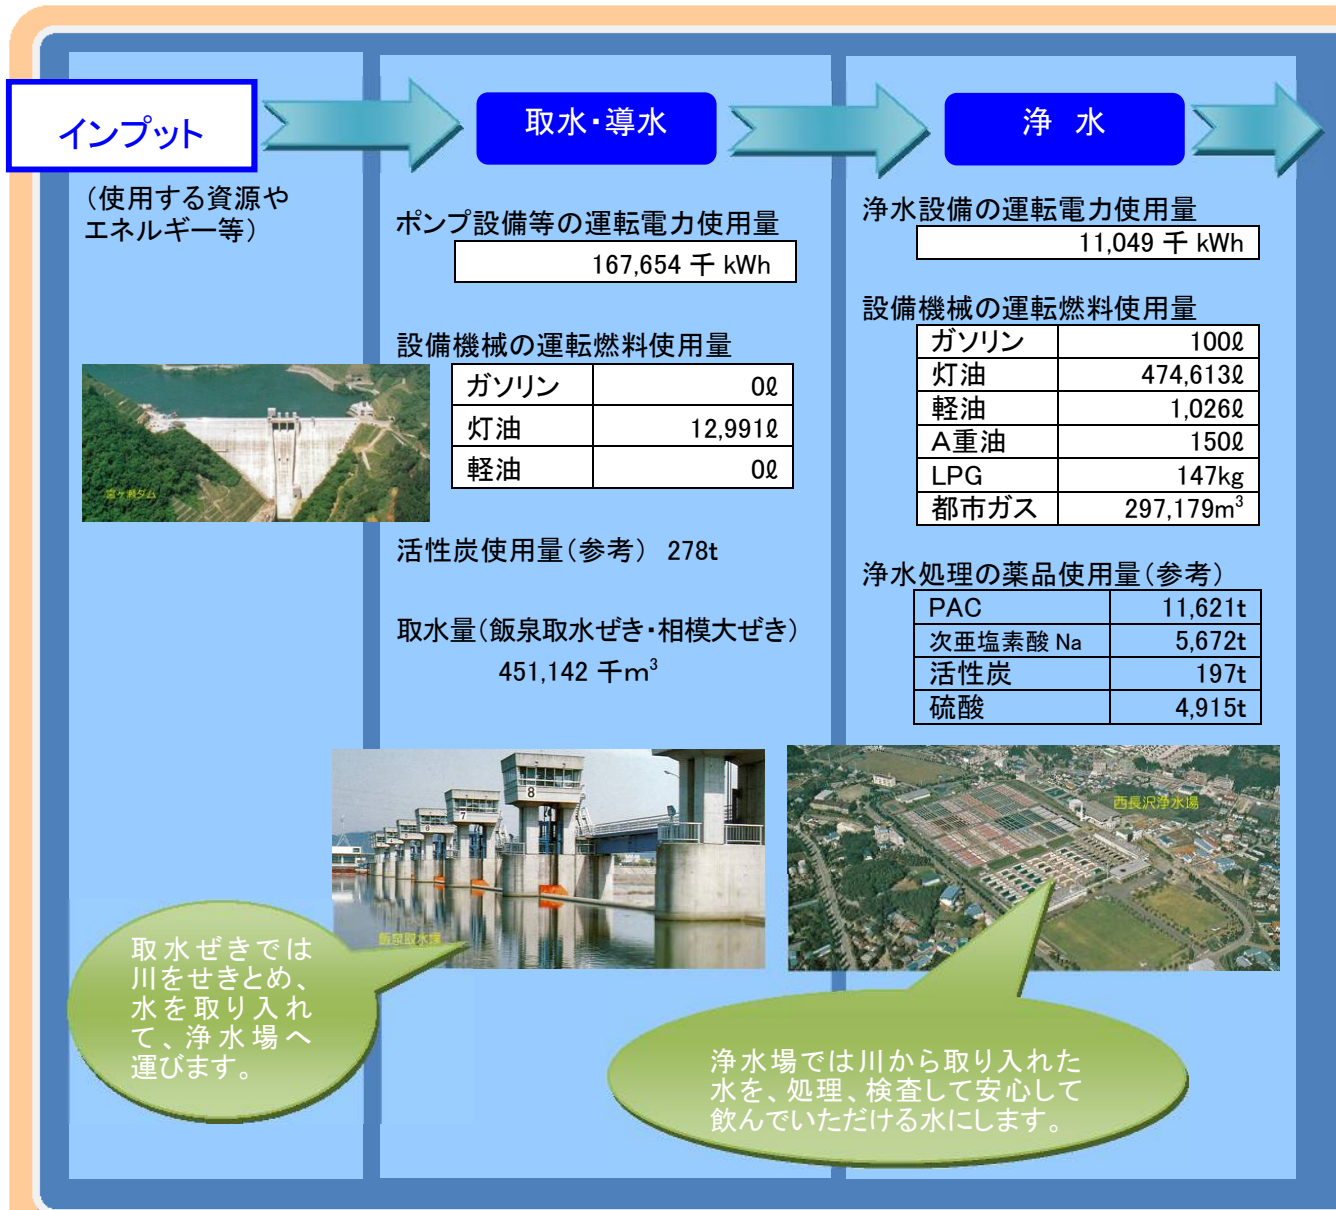 インプット
(使用する資源や
エネルギー等)
宮ヶ瀬ダム
取水・導水
ポンプ設備等の運転電力使用量
167,654 千 kWh
設備機械の運転燃料使用量
ガソリン 0ℓ
灯油 12,991ℓ
軽油 0ℓ
活性炭使用量(参考) 278t
取水量(飯泉取水ぜき・相模大ぜき)
451,142 千m³
8
7
6
飯泉取水堰
取水ぜきでは
川をせきとめ、
水を取り入れ
て、浄水場へ
運びます。
浄 水
浄水設備の運転電力使用量
11,049 千 kWh
設備機械の運転燃料使用量
ガソリン 100ℓ
灯油 474,613ℓ
軽油 1,026ℓ
A重油 150ℓ
LPG 147kg
都市ガス 297,179m³
浄水処理の薬品使用量(参考)
PAC 11,621t
次亜塩素酸 Na 5,672t
活性炭 197t
硫酸 4,915t
西長沢浄水場
浄水場では川から取り入れた
水を、処理、検査して安心して
飲んでいただける水にします。